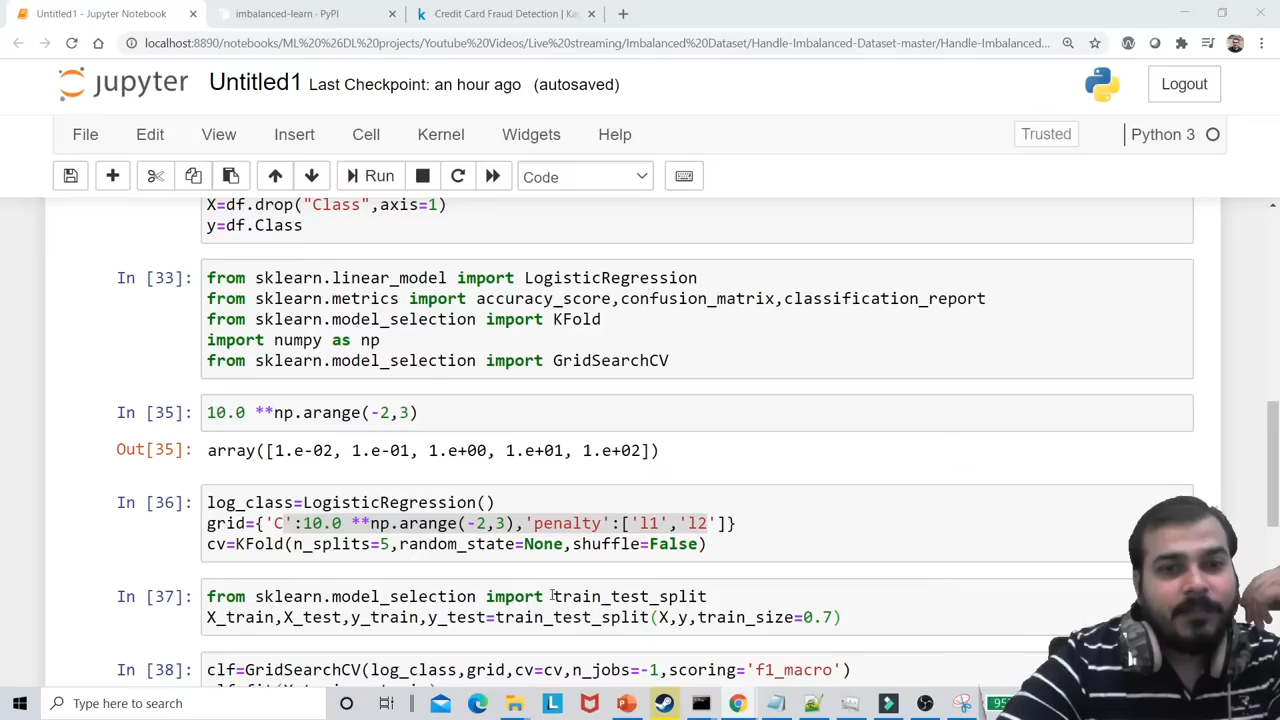 Untitled1 - Jupyter Notebook
imbalanced-learn · PyPI
Credit Card Fraud Detection | Ka
localhost:8890/notebooks/ML%20%26DL%20projects/Youtube%20Videos/Live%20streaming/Imbalanced%20Dataset/Handle-Imbalanced-Dataset-master/Handle-Imbalanced...
jupyter Untitled1 Last Checkpoint: an hour ago (autosaved)
Logout
File Edit View Insert Cell Kernel Widgets Help
Trusted
Python 3
Run
Code
X=df.drop("Class",axis=1)
y=df.Class
In [33]: from sklearn.linear_model import LogisticRegression
from sklearn.metrics import accuracy_score,confusion_matrix,classification_report
from sklearn.model_selection import KFold
import numpy as np
from sklearn.model_selection import GridSearchCV
In [35]: 10.0 **np.arange(-2,3)
Out[35]: array([1.e-02, 1.e-01, 1.e+00, 1.e+01, 1.e+02])
In [36]: log_class=LogisticRegression()
grid={'C':10.0 **np.arange(-2,3),'penalty':['l1','l2']}
cv=KFold(n_splits=5,random_state=None,shuffle=False)
In [37]: from sklearn.model_selection import train_test_split
X_train,X_test,y_train,y_test=train_test_split(X,y,train_size=0.7)
In [38]: clf=GridSearchCV(log_class,grid,cv=cv,n_jobs=-1,scoring='f1_macro')
Type here to search